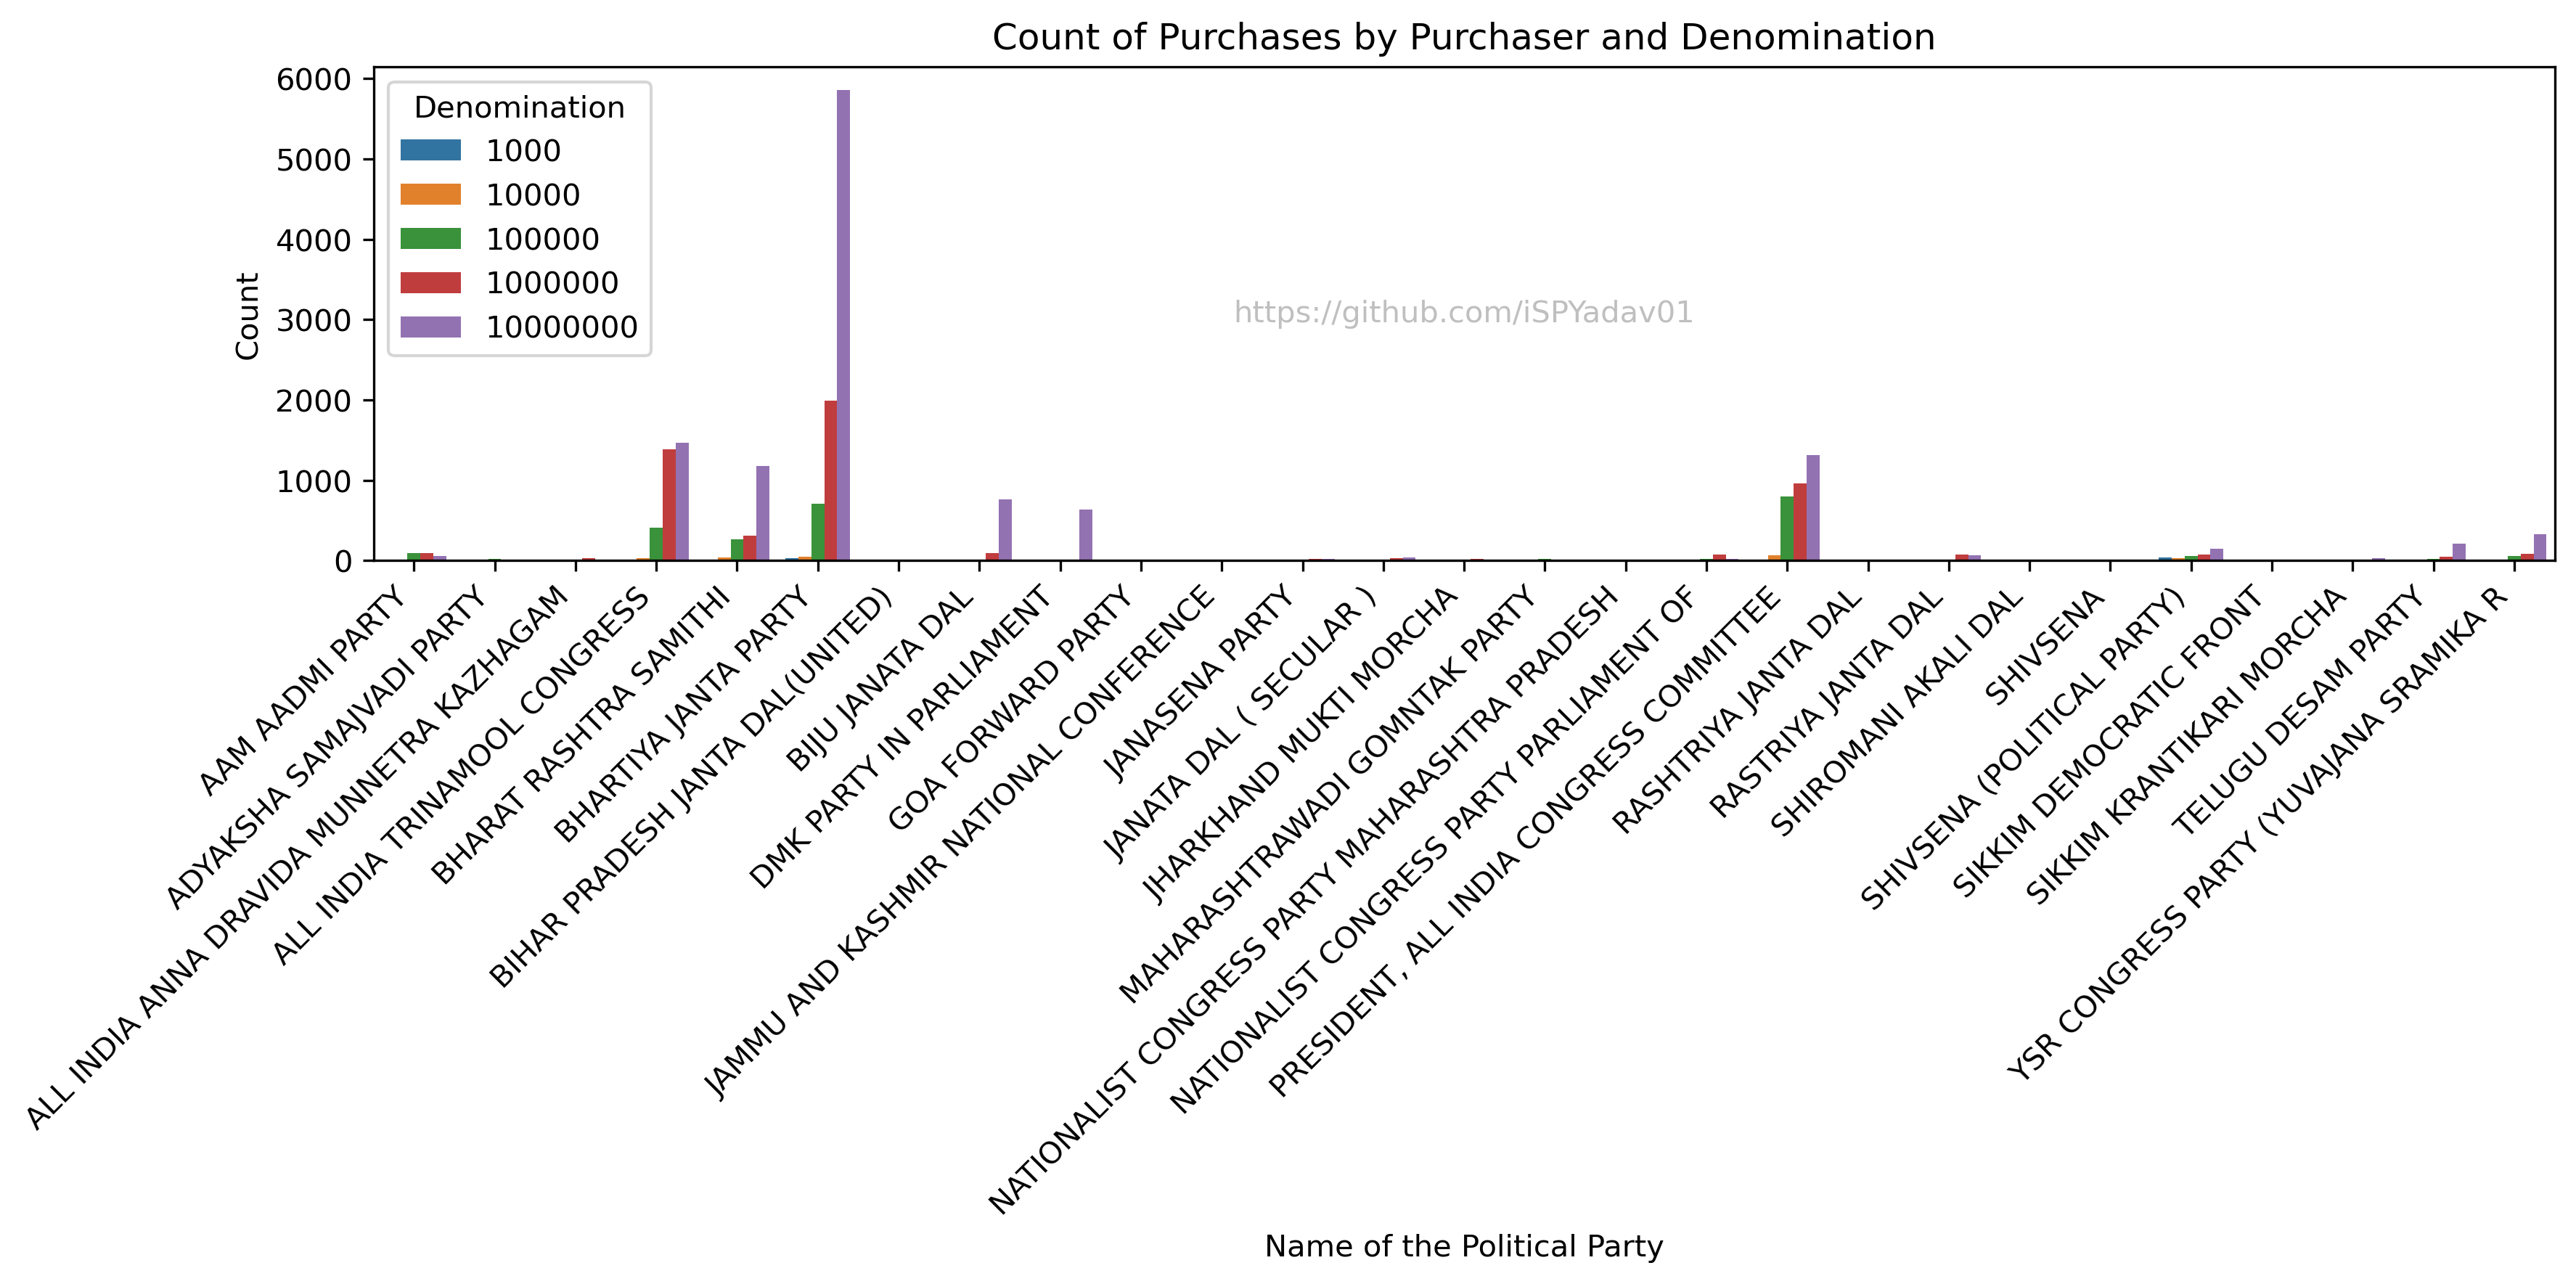 Count of Purchases by Purchaser and Denomination
6000
5000
4000
3000
2000
1000
0
Count
Denomination
1000
10000
100000
1000000
10000000
https://github.com/iSPYadav01
AAM AADMI PARTY
ADYAKSHA SAMAJVADI PARTY
ALL INDIA ANNA DRAVIDA MUNNETRA KAZHAGAM
ALL INDIA TRINAMOOL CONGRESS
BHARAT RASHTRA SAMITHI
BHARTIYA JANTA PARTY
BIHAR PRADESH JANTA DAL(UNITED)
BIJU JANATA DAL
DMK PARTY IN PARLIAMENT
GOA FORWARD PARTY
JAMMU AND KASHMIR NATIONAL CONFERENCE
JANASENA PARTY
JANATA DAL ( SECULAR )
JHARKHAND MUKTI MORCHA
MAHARASHTRAWADI GOMNTAK PARTY
NATIONALIST CONGRESS PARTY MAHARASHTRA PRADESH
NATIONALIST CONGRESS PARTY PARLIAMENT OF
PRESIDENT, ALL INDIA CONGRESS COMMITTEE
RASHTRIYA JANTA DAL
RASTRIYA JANTA DAL
SHIROMANI AKALI DAL
SHIVSENA
SHIVSENA (POLITICAL PARTY)
SIKKIM DEMOCRATIC FRONT
SIKKIM KRANTIKARI MORCHA
TELUGU DESAM PARTY
YSR CONGRESS PARTY (YUVAJANA SRAMIKA R
Name of the Political Party